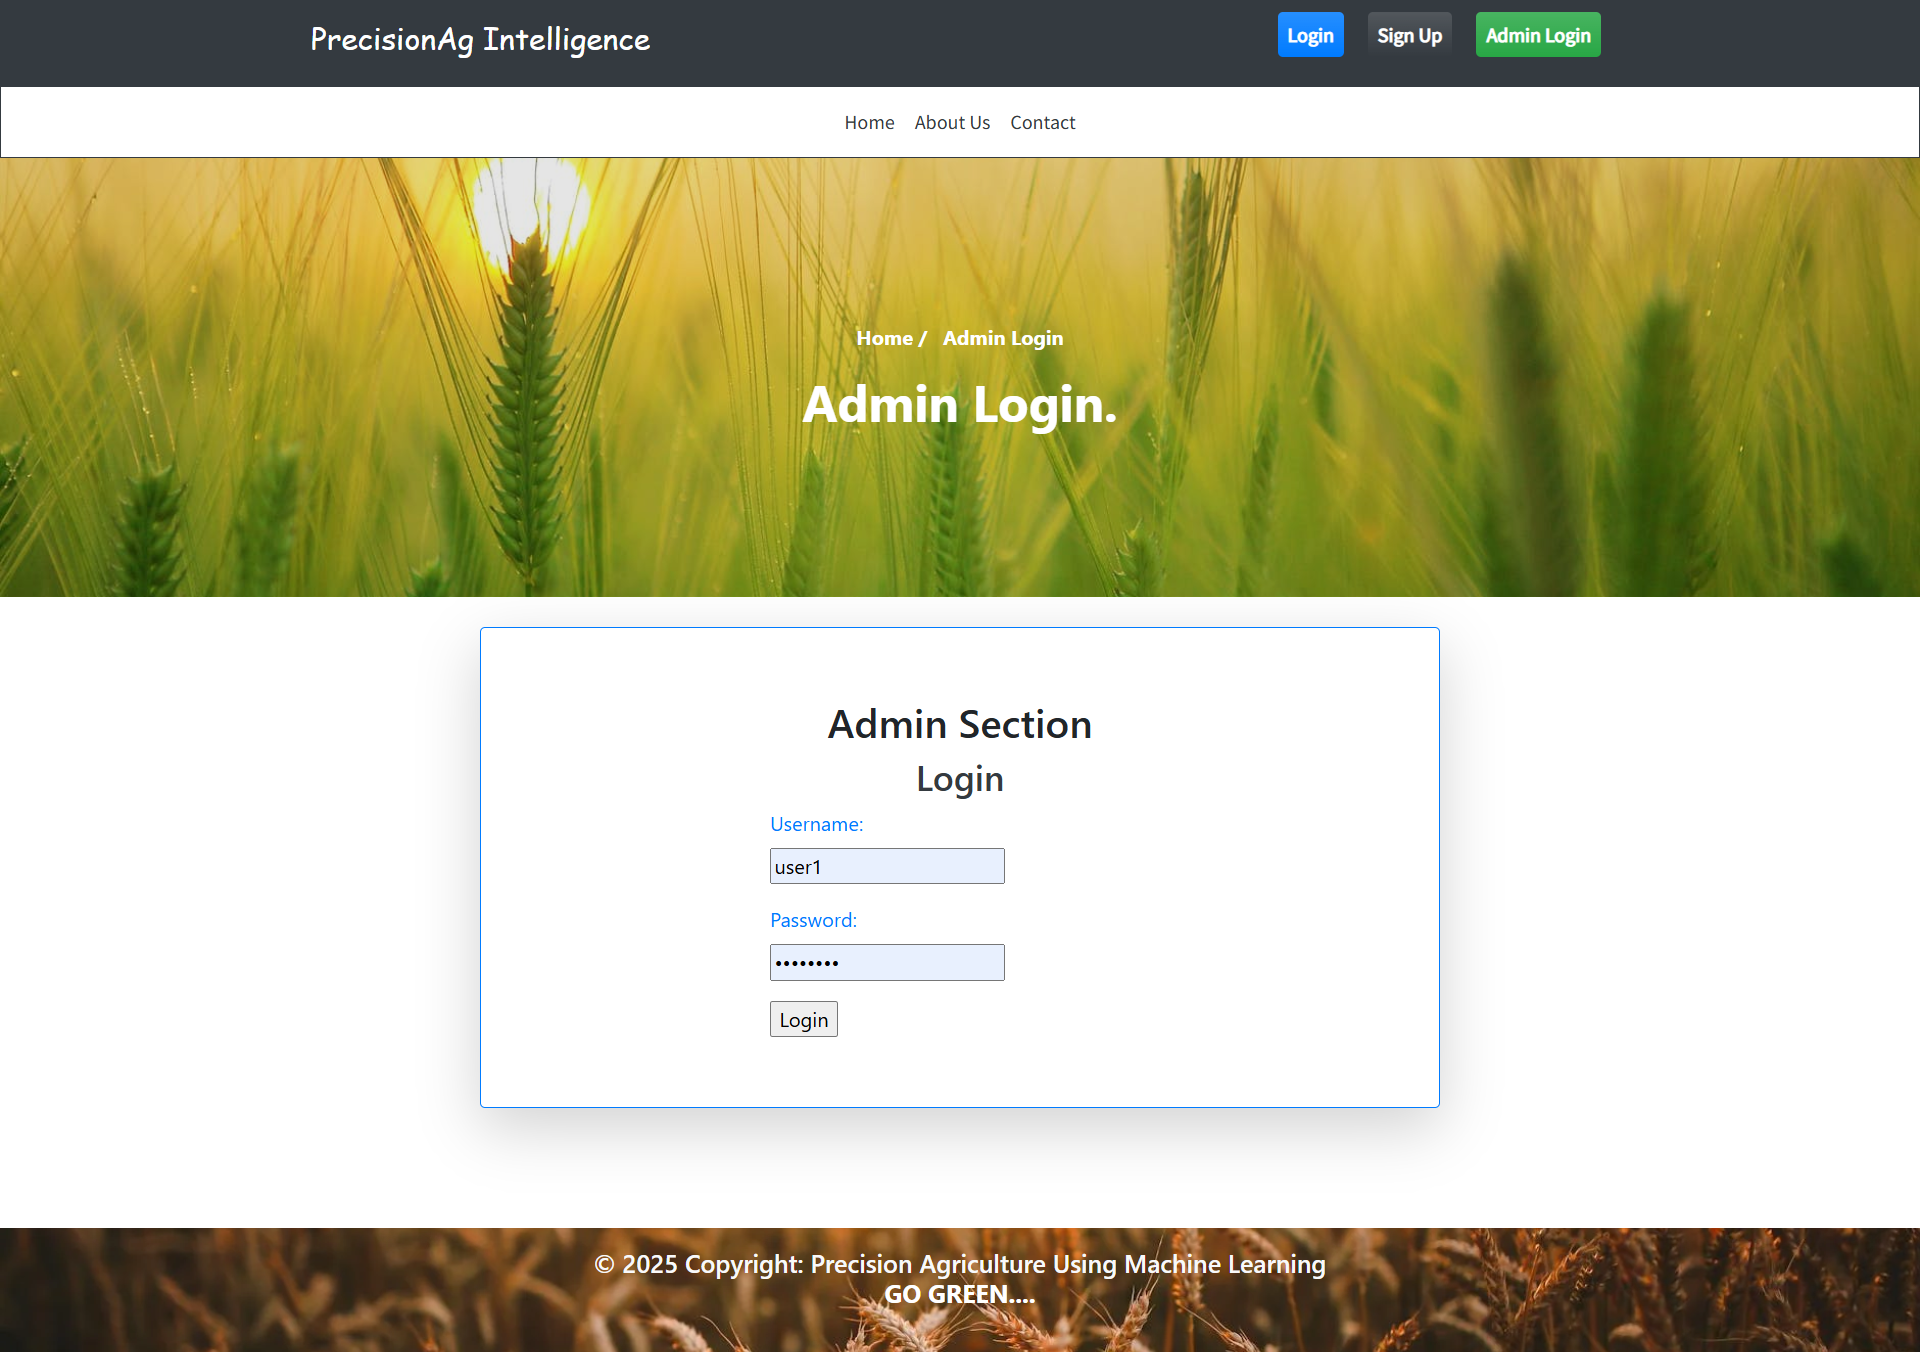 PrecisionAg Intelligence
Login Sign Up Admin Login
Home About Us Contact
Home / Admin Login
Admin Login.
Admin Section
Login
Username:
user1
Password:
••••••••
Login
© 2025 Copyright: Precision Agriculture Using Machine Learning
GO GREEN....